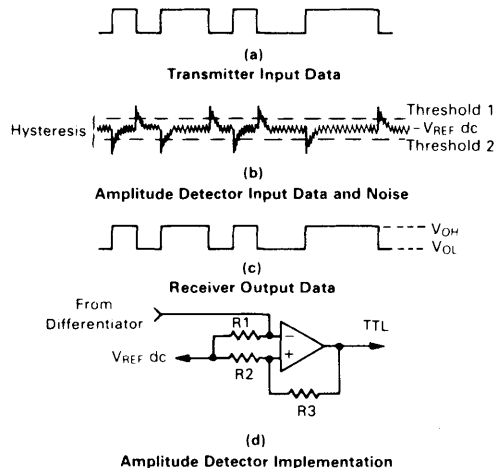 (a)
Transmitter Input Data
Threshold 1
Hysteresis
-VREF dc
Threshold 2
(b)
Amplitude Detector Input Data and Noise
VOH
VOL
(c)
Receiver Output Data
From
Differentiator
R1
TTL
VREF dc
R2
R3
−
+
(d)
Amplitude Detector Implementation